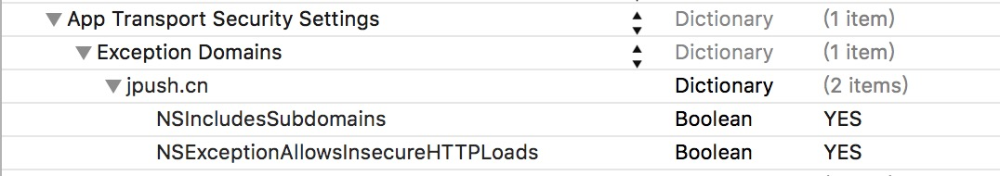 App Transport Security Settings Dictionary (1 item)
Exception Domains Dictionary (1 item)
jpush.cn Dictionary (2 items)
NSIncludesSubdomains Boolean YES
NSExceptionAllowsInsecureHTTPLoads Boolean YES